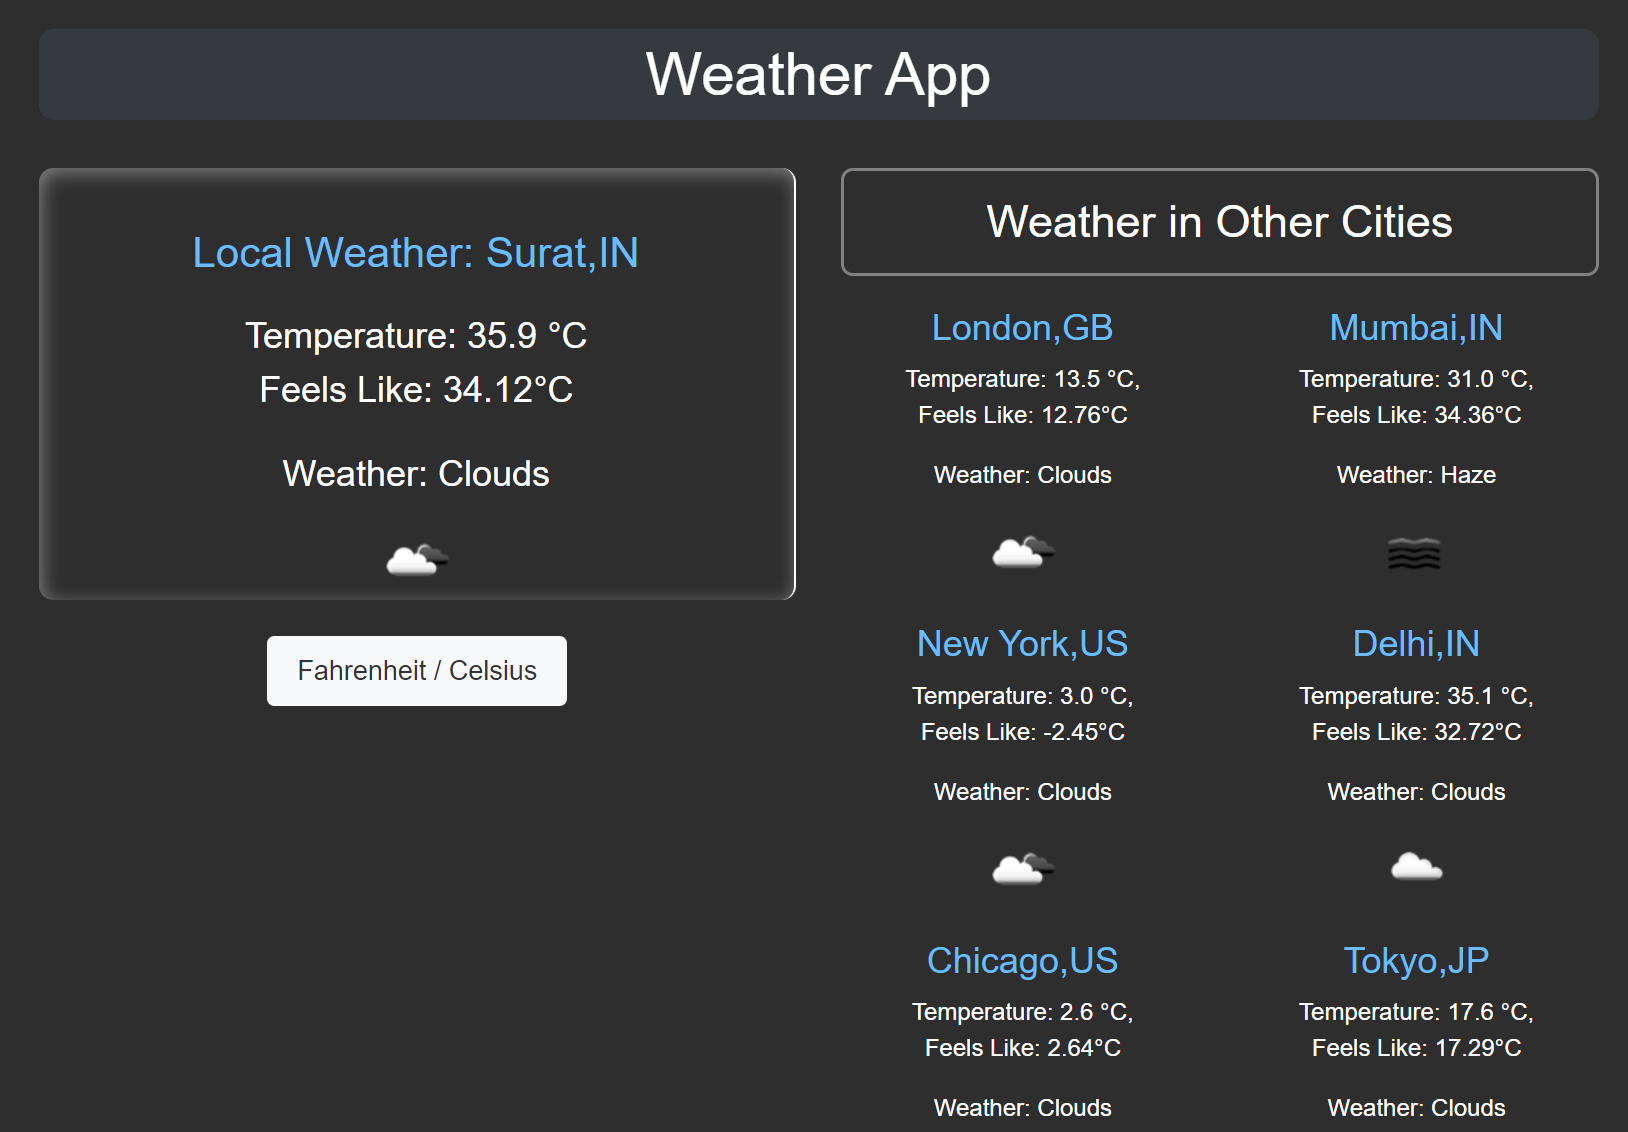 Weather App
Local Weather: Surat,IN
Temperature: 35.9 °C
Feels Like: 34.12°C
Weather: Clouds
Fahrenheit / Celsius
Weather in Other Cities
London,GB
Temperature: 13.5 °C,
Feels Like: 12.76°C
Weather: Clouds
Mumbai,IN
Temperature: 31.0 °C,
Feels Like: 34.36°C
Weather: Haze
New York,US
Temperature: 3.0 °C,
Feels Like: -2.45°C
Weather: Clouds
Delhi,IN
Temperature: 35.1 °C,
Feels Like: 32.72°C
Weather: Clouds
Chicago,US
Temperature: 2.6 °C,
Feels Like: 2.64°C
Weather: Clouds
Tokyo,JP
Temperature: 17.6 °C,
Feels Like: 17.29°C
Weather: Clouds